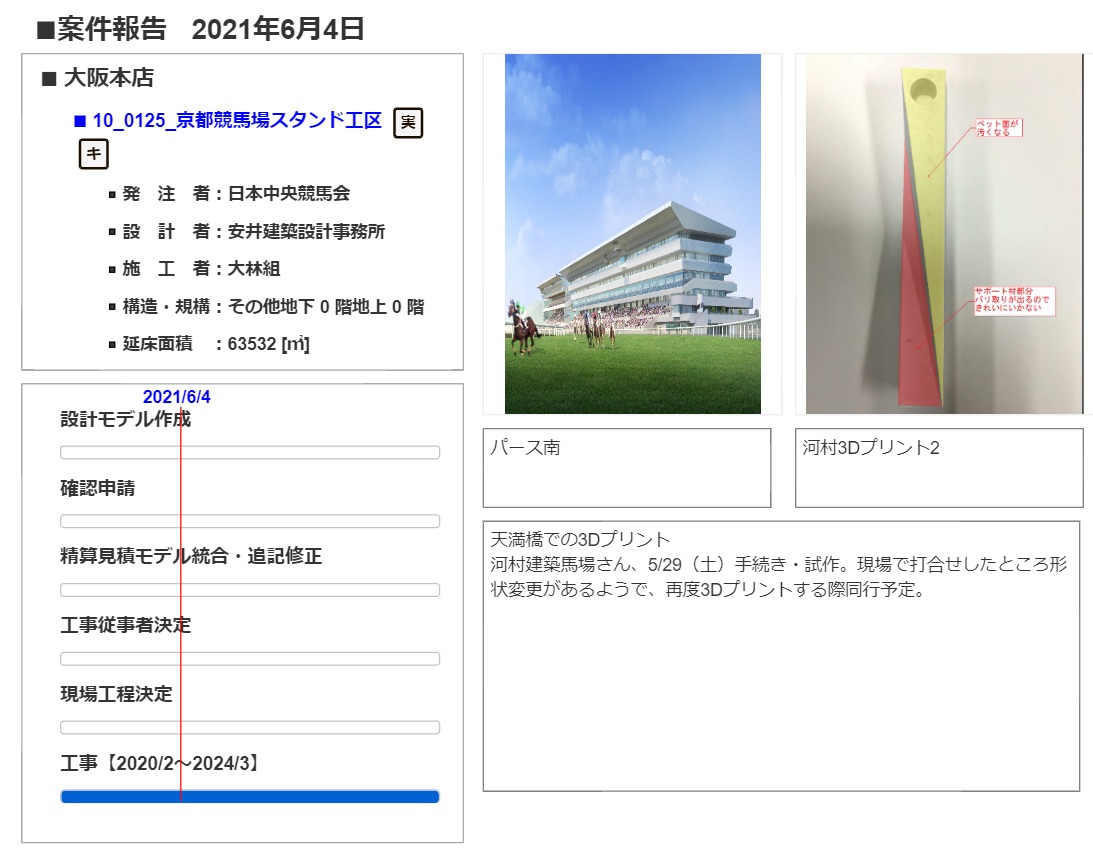 ■案件報告 2021年6月4日
■ 大阪本店
■ 10_0125_京都競馬場スタンド工区 実
キ
▪ 発 注 者:日本中央競馬会
▪ 設 計 者:安井建築設計事務所
▪ 施 工 者:大林組
▪ 構造・規構:その他地下 0 階地上 0 階
▪ 延床面積 :63532 [㎡]
2021/6/4
設計モデル作成
確認申請
精算見積モデル統合・追記修正
工事従事者決定
現場工程決定
工事【2020/2～2024/3】
ベット面が
汚くなる
サポート材部分
バリ取りが出るので
きれいにいかない
パース南
河村3Dプリント2
天満橋での3Dプリント
河村建築馬場さん、5/29(土)手続き・試作。現場で打合せしたところ形
状変更があるようで、再度3Dプリントする際同行予定。